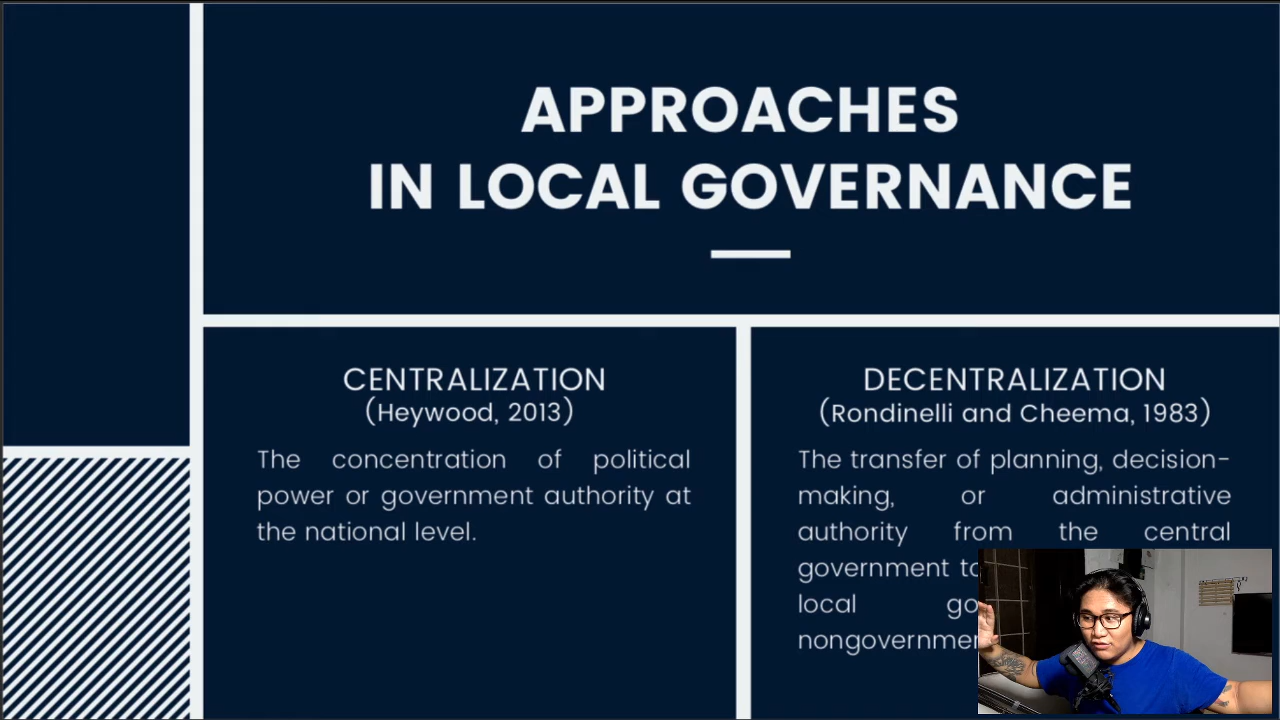 APPROACHES
IN LOCAL GOVERNANCE
CENTRALIZATION
(Heywood, 2013)
The concentration of political
power or government authority at
the national level.
DECENTRALIZATION
(Rondinelli and Cheema, 1983)
The transfer of planning, decision-
making, or administrative
authority from the central
government
local